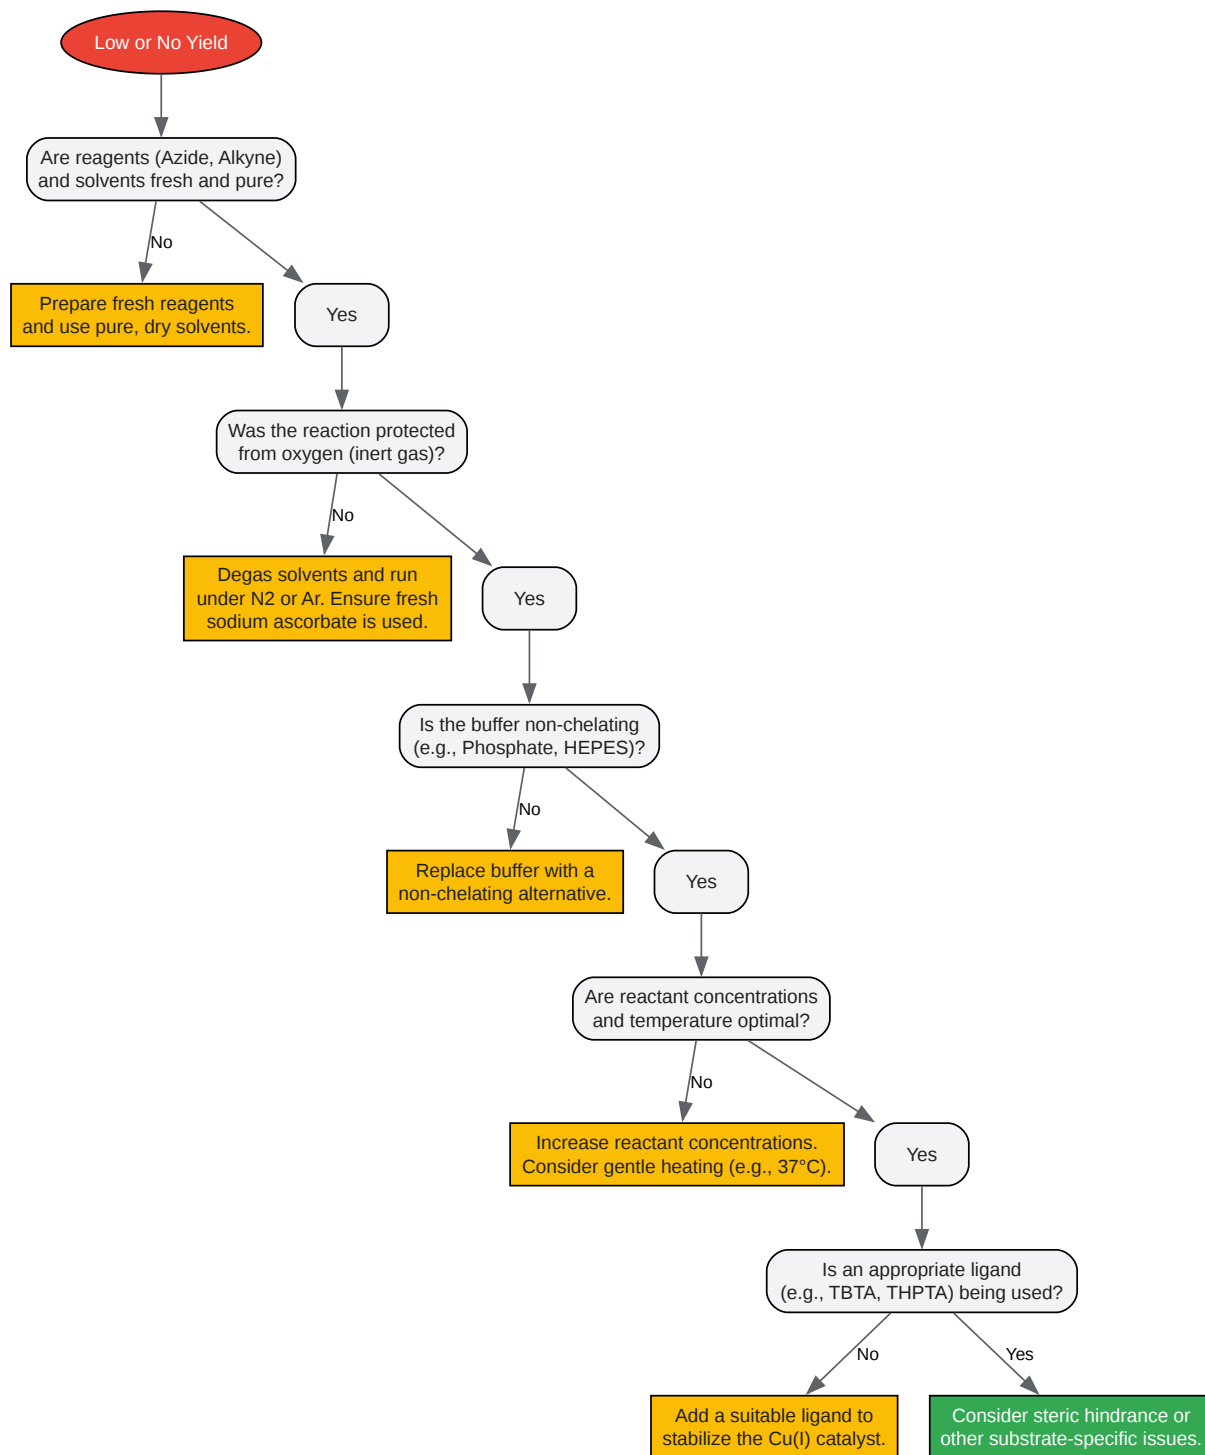 Low or No Yield
Are reagents (Azide, Alkyne)
and solvents fresh and pure?
No
Prepare fresh reagents
and use pure, dry solvents.
Yes
Was the reaction protected
from oxygen (inert gas)?
No
Degas solvents and run
under N2 or Ar. Ensure fresh
sodium ascorbate is used.
Yes
Is the buffer non-chelating
(e.g., Phosphate, HEPES)?
No
Replace buffer with a
non-chelating alternative.
Yes
Are reactant concentrations
and temperature optimal?
No
Increase reactant concentrations.
Consider gentle heating (e.g., 37°C).
Yes
Is an appropriate ligand
(e.g., TBTA, THPTA) being used?
No
Yes
Add a suitable ligand to
stabilize the Cu(I) catalyst.
Consider steric hindrance or
other substrate-specific issues.